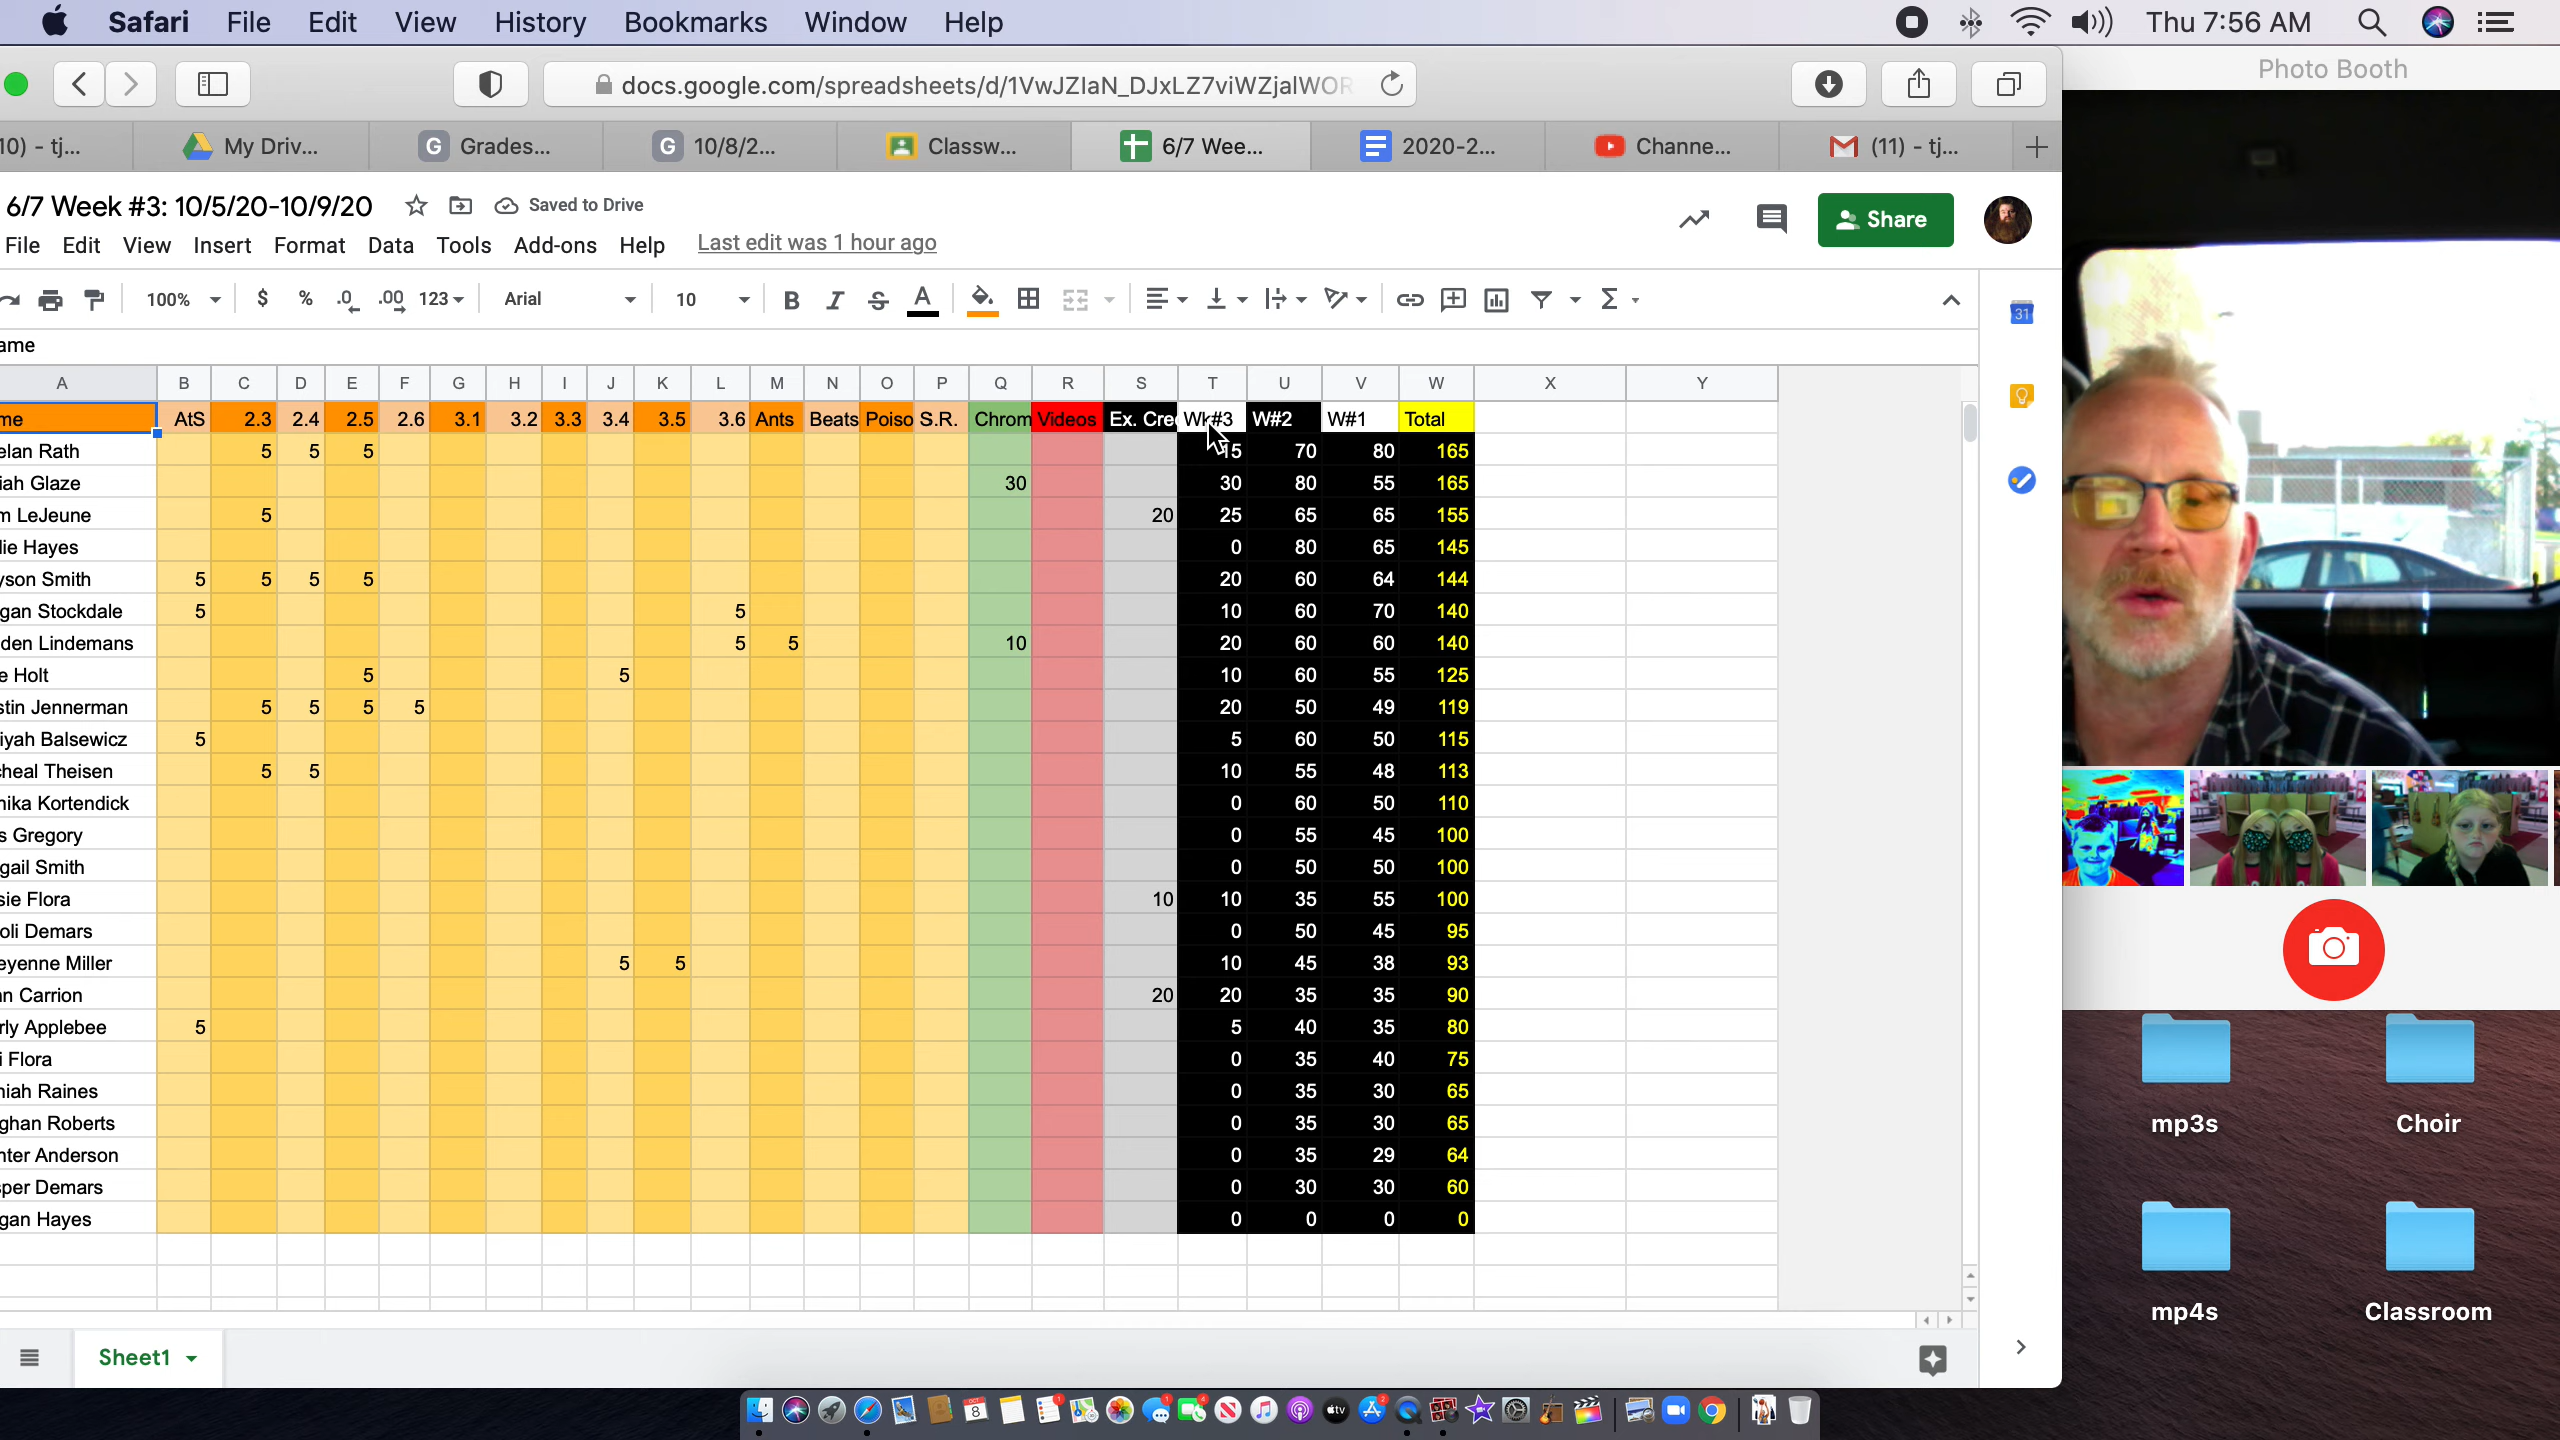 Safari File Edit View History Bookmarks Window Help Thu 7:56 AM
Photo Booth
docs.google.com/spreadsheets/d/1VwJZIaN_DJxLZ7viWZjaIWOR
10) - tj... My Driv... G Grades... G 10/8/2... Classw... 6/7 Wee... 2020-2... Channe... (11) - tj...
6/7 Week #3: 10/5/20-10/9/20 Saved to Drive
Share
File Edit View Insert Format Data Tools Add-ons Help Last edit was 1 hour ago
100% $ % .0 .00 123 Arial 10 B I S A
31
ame
A B C D E F G H I J K L M N O P Q R S T U V W X Y
me AtS 2.3 2.4 2.5 2.6 3.1 3.2 3.3 3.4 3.5 3.6 Ants Beats Poiso S.R. Chrom Videos Ex. Cre Wk#3 W#2 W#1 Total
elan Rath 5 5 5 15 70 80 165
iah Glaze 30 30 80 55 165
m LeJeune 5 20 25 65 65 155
lie Hayes 0 80 65 145
yson Smith 5 5 5 5 20 60 64 144
gan Stockdale 5 5 10 60 70 140
den Lindemans 5 5 10 20 60 60 140
e Holt 5 5 10 60 55 125
stin Jennerman 5 5 5 5 20 50 49 119
iyah Balsewicz 5 5 60 50 115
cheal Theisen 5 5 10 55 48 113
nika Kortendick 0 60 50 110
s Gregory 0 55 45 100
gail Smith 0 50 50 100
sie Flora 10 10 35 55 100
oli Demars 0 50 45 95
eyenne Miller 5 5 10 45 38 93
n Carrion 20 20 35 35 90
rly Applebee 5 5 40 35 80
i Flora 0 35 40 75
niah Raines 0 35 30 65
ghan Roberts 0 35 30 65
nter Anderson 0 35 29 64
sper Demars 0 30 30 60
gan Hayes 0 0 0 0
mp3s Choir
mp4s Classroom
Sheet1